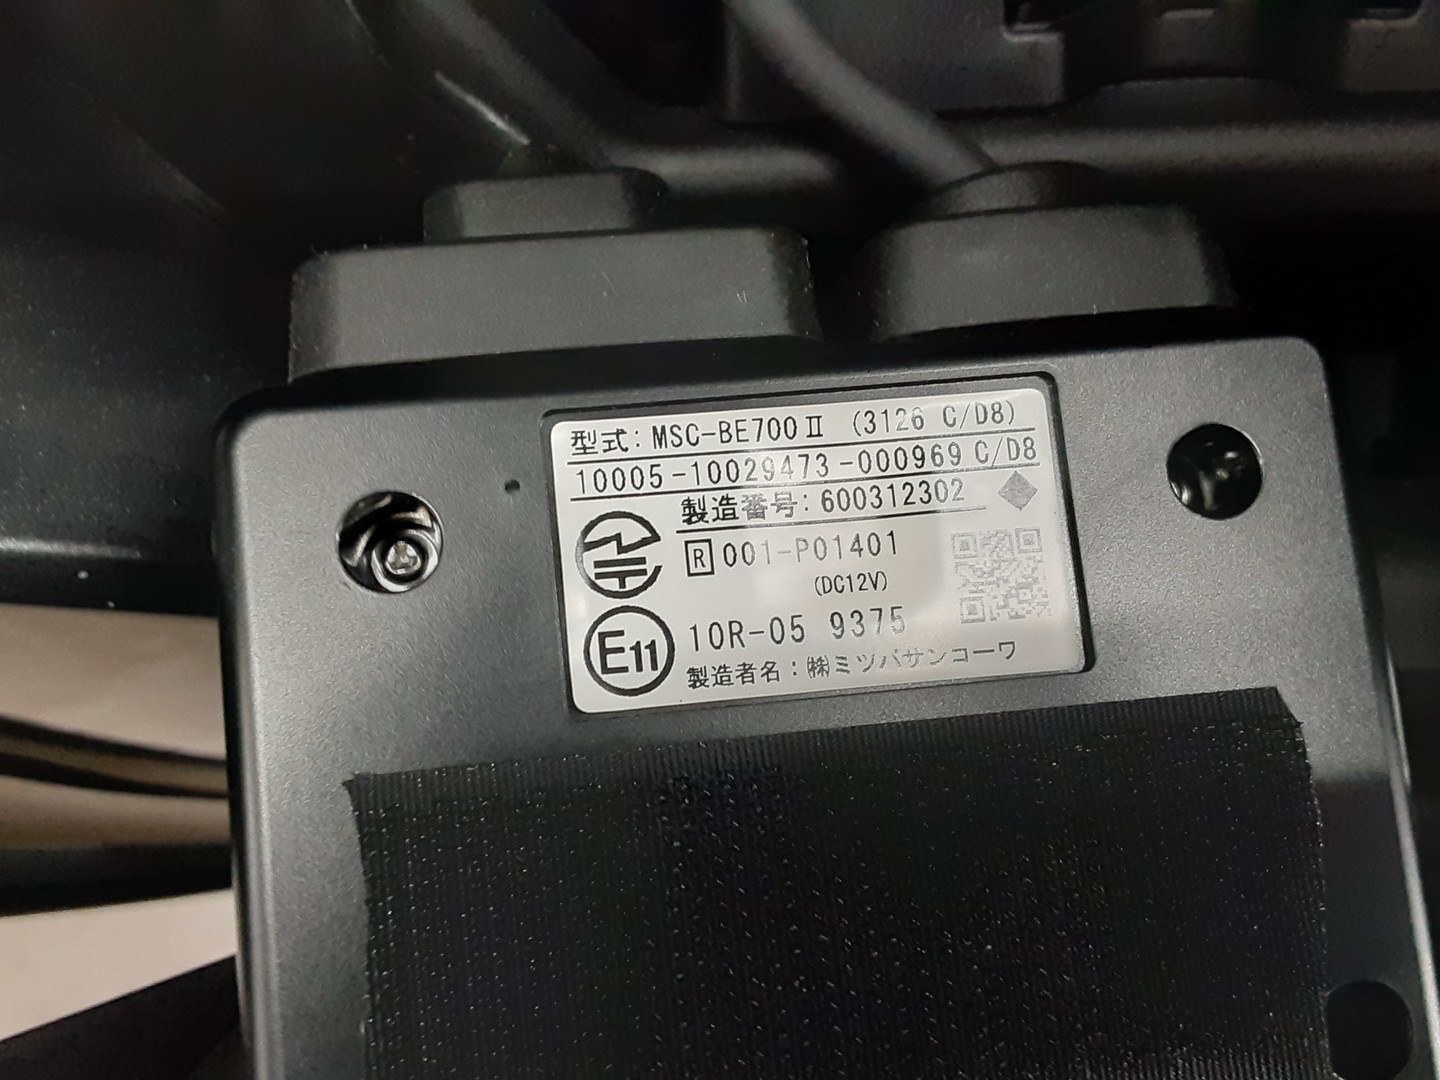 型式: MSC-BE700Ⅱ (3126 C/D8)
10005-10029473-000969 C/D8
製造番号: 600312302
R 001-P01401
(DC12V)
E11 10R-05 9375
製造者名: ㈱ミツバサンコーワ